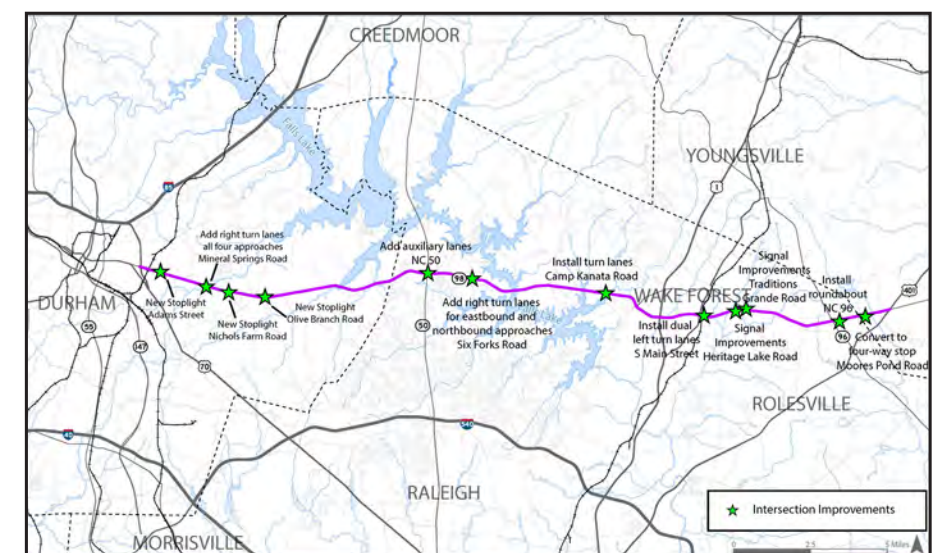 CREEDMOOR
Falls Lake
YOUNGSVILLE
1
85
Add right turn lanes
all four approaches
Mineral Springs Road
Add auxiliary lanes
NC 50
98
Install turn lanes
Camp Kanata Road
Signal
Improvements
Traditions
Grande Road
Install
roundabout
NC 96
401
DURHAM
New Stoplight
Adams Street
New Stoplight
Nichols Farm Road
New Stoplight
Olive Branch Road
Add right turn lanes
for eastbound and
northbound approaches
Six Forks Road
WAKE FOREST
Install dual
left turn lanes
S Main Street
Signal
Improvements
Heritage Lake Road
96
Convert to
four-way stop
Moores Pond Road
55
147
50
70
ROLESVILLE
40
540
RALEIGH
MORRISVILLE
Intersection Improvements
0 2.5 5 Miles